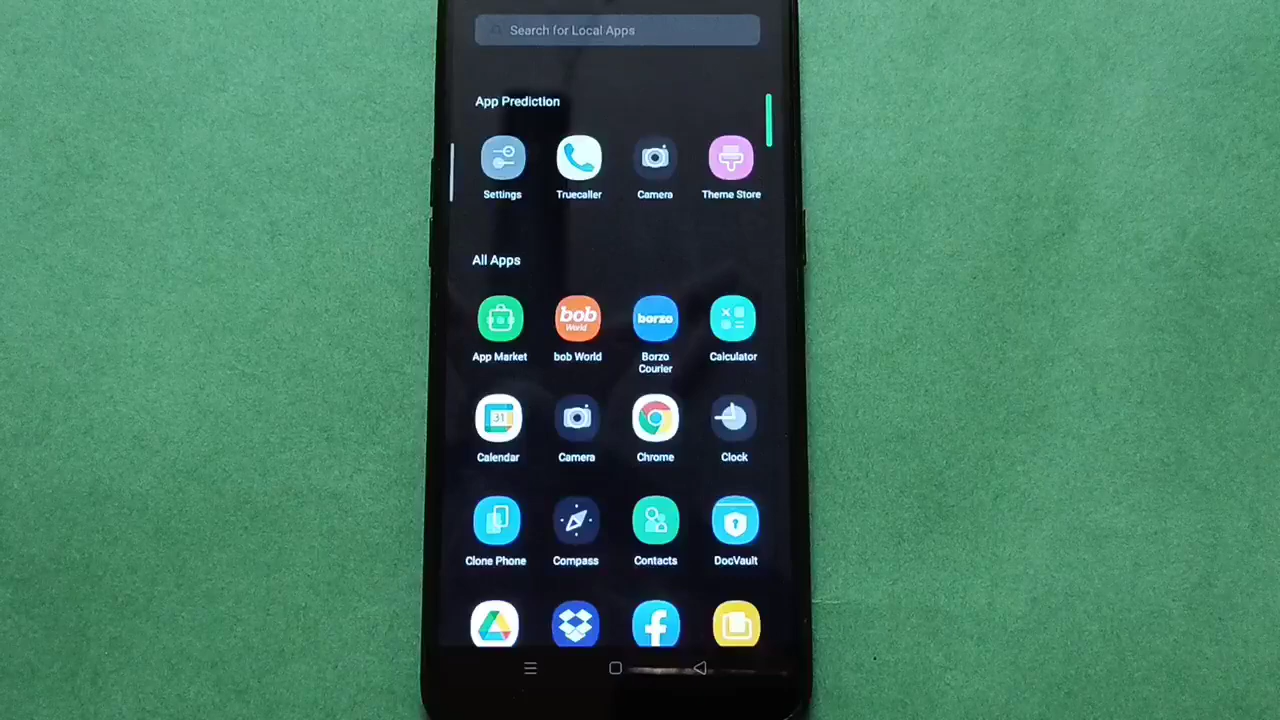 Search for Local Apps
App Prediction
Settings
Truecaller
Camera
Theme Store
All Apps
bob
World
borzo
App Market
bob World
Borzo
Courier
Calculator
31
Calendar
Camera
Chrome
Clock
Clone Phone
Compass
Contacts
DocVault